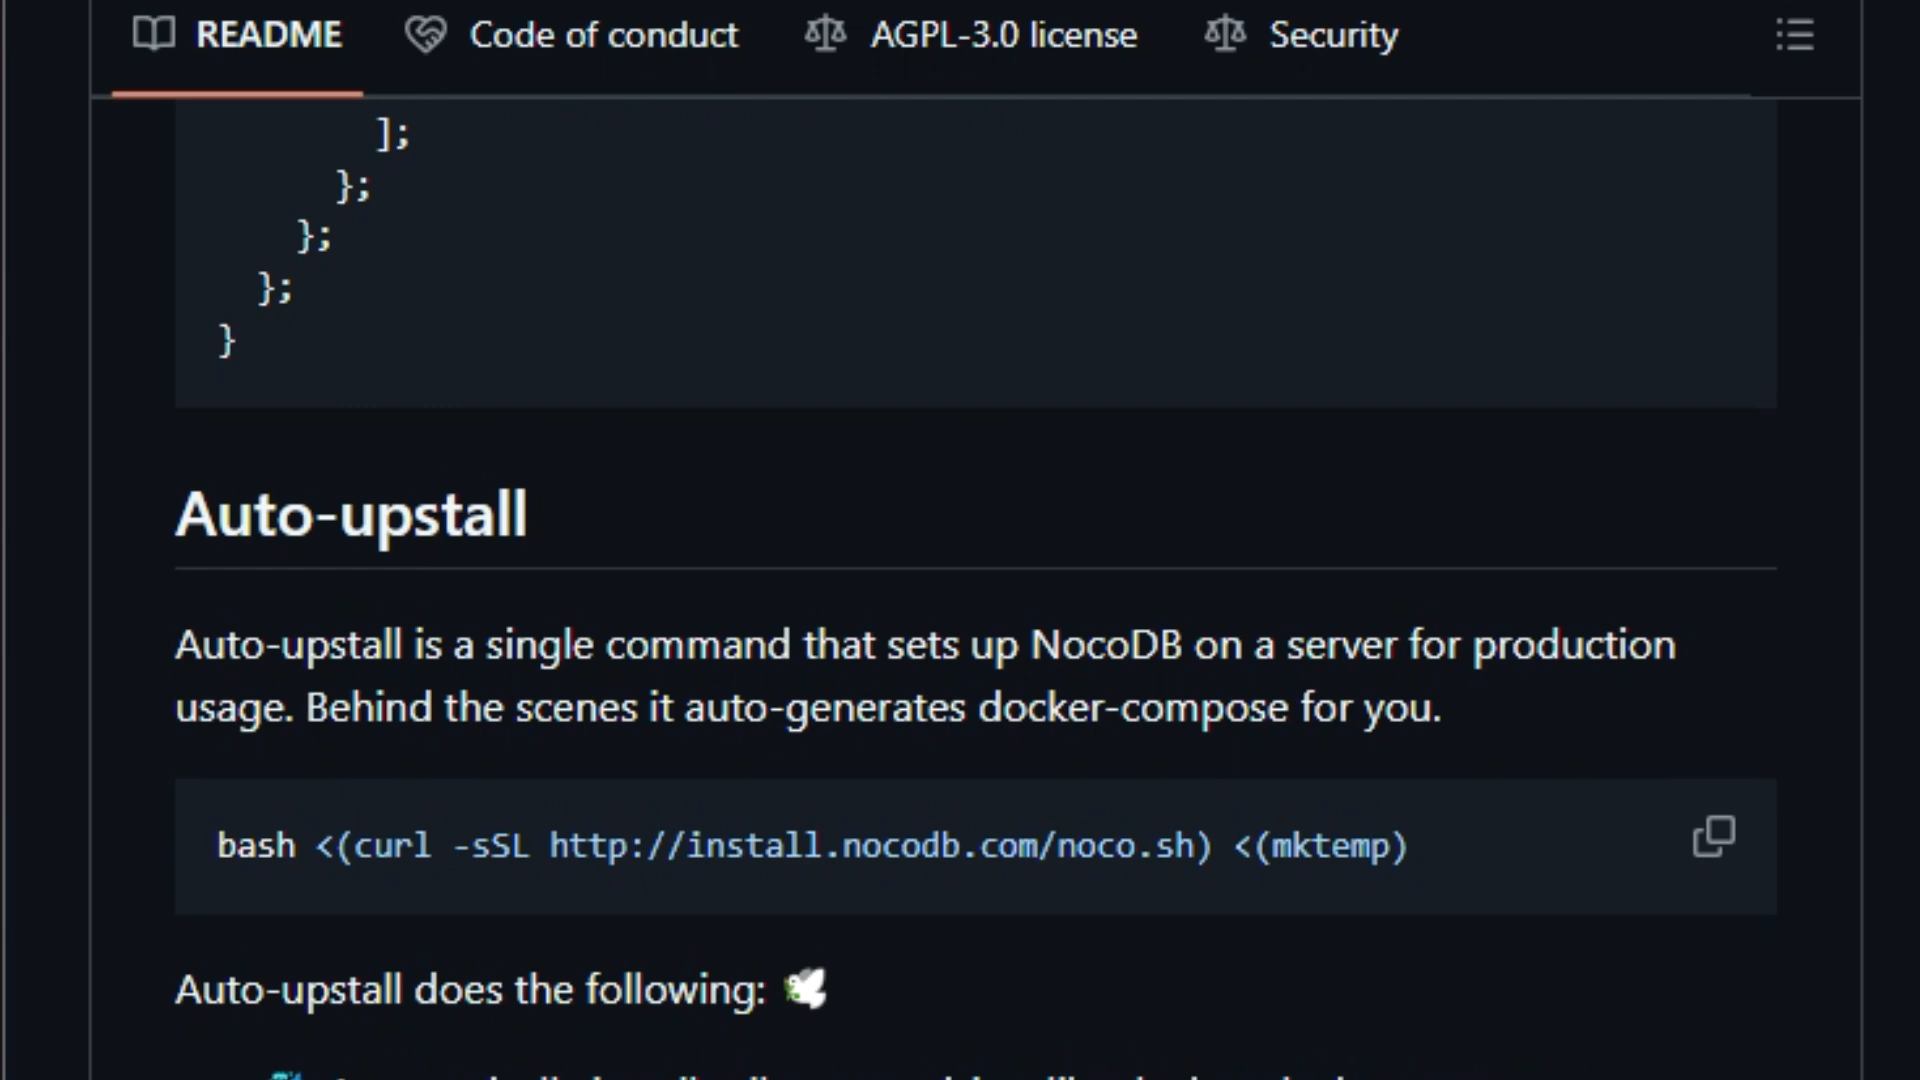 README Code of conduct AGPL-3.0 license Security
];
};
};
};
}
Auto-upstall
Auto-upstall is a single command that sets up NocoDB on a server for production
usage. Behind the scenes it auto-generates docker-compose for you.
bash <(curl -sSL http://install.nocodb.com/noco.sh) <(mktemp)
Auto-upstall does the following: 🕊